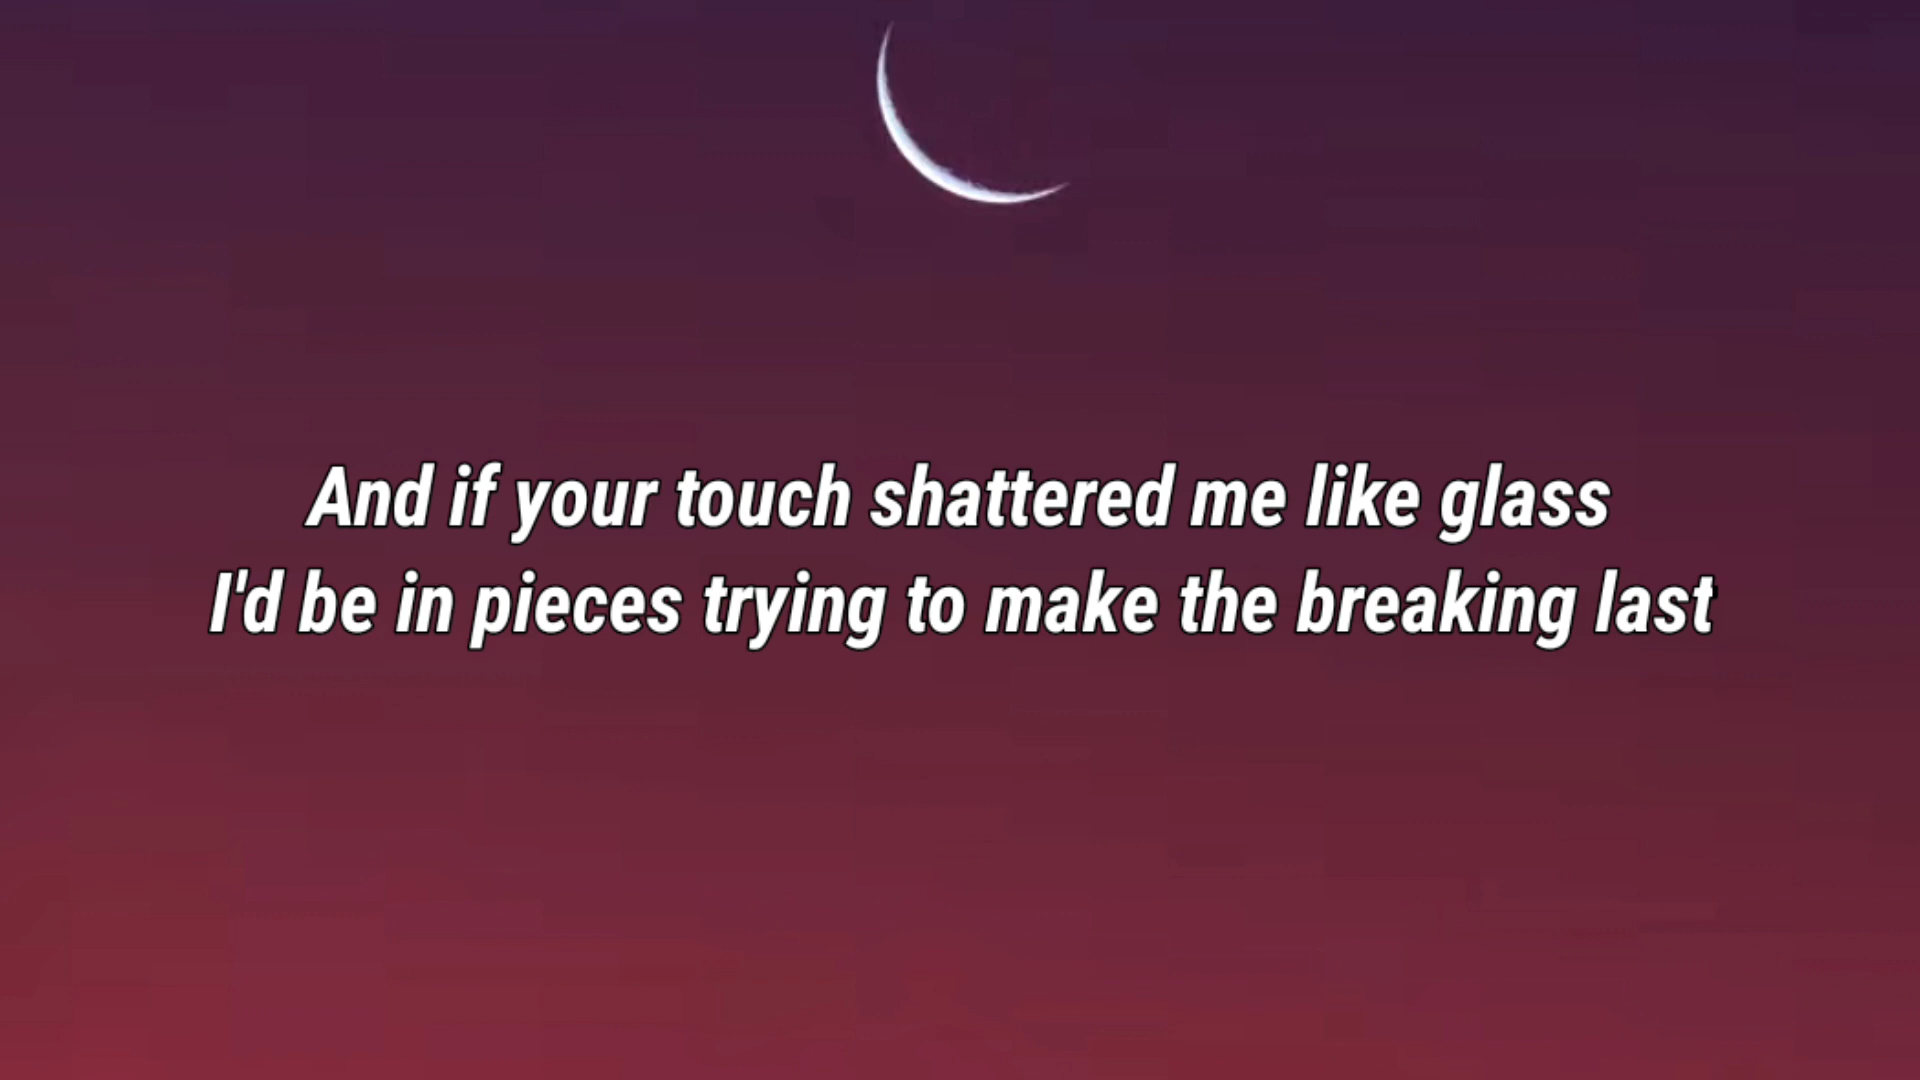 And if your touch shattered me like glass
I'd be in pieces trying to make the breaking last